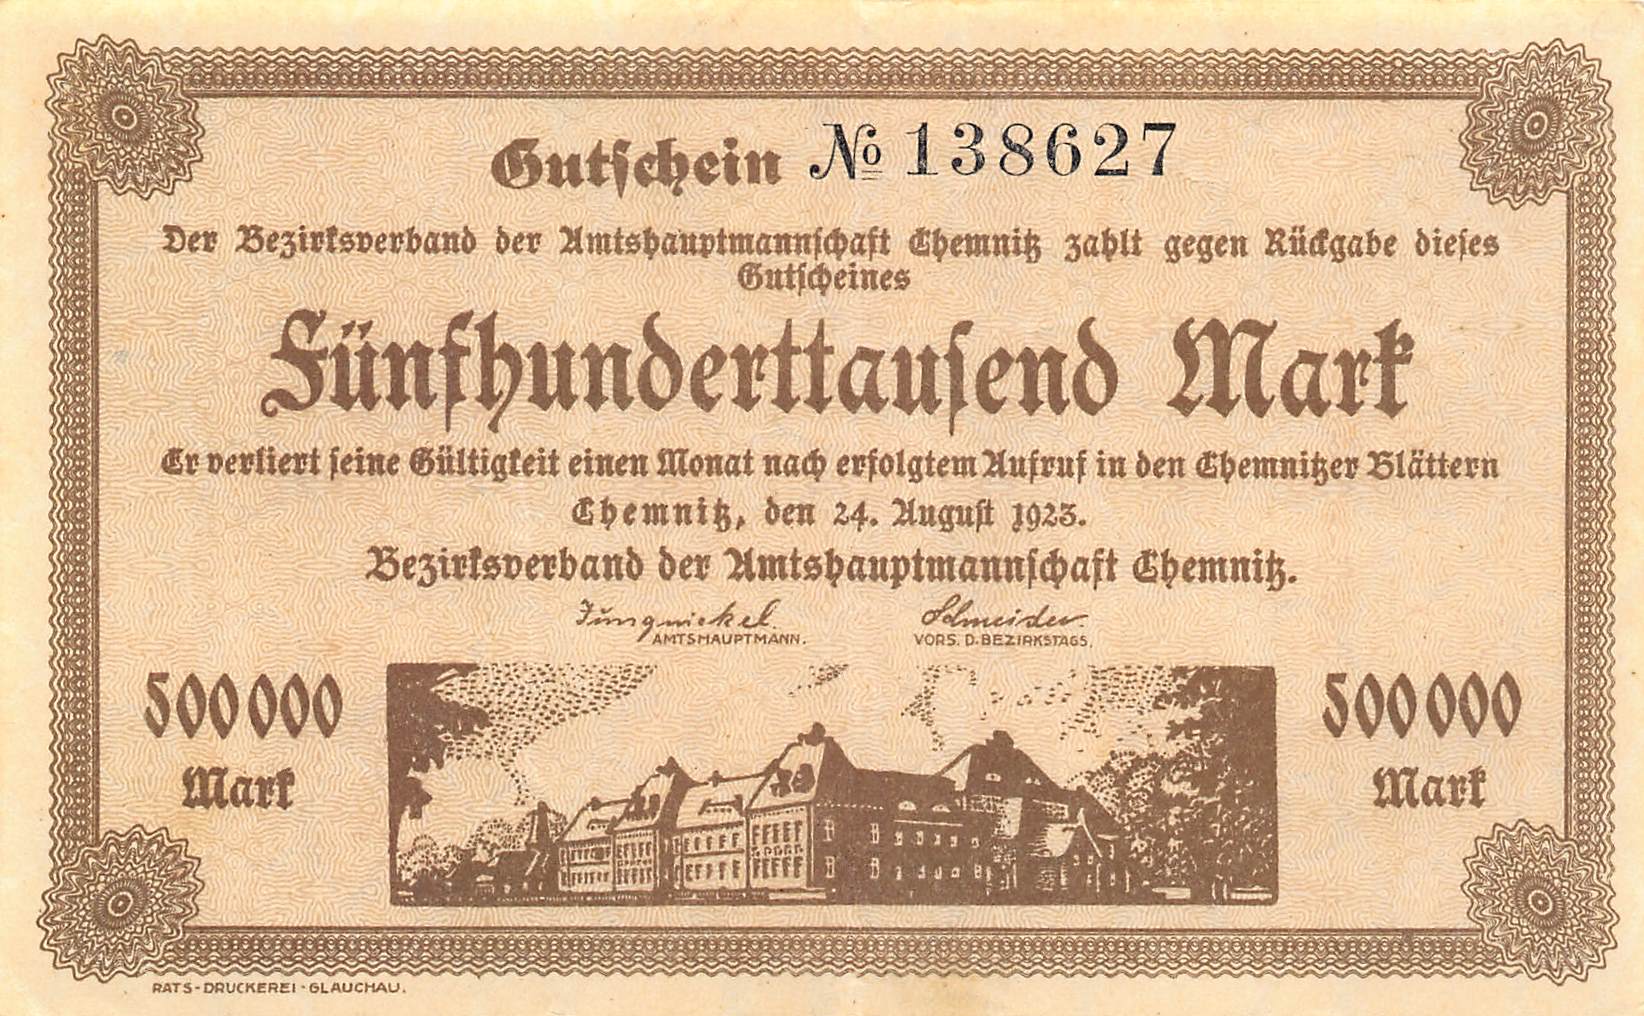 Gutschein № 138627
Der Bezirksverband der Amtshauptmannschaft Chemnitz zahlt gegen Rückgabe dieses
Gutscheines
Fünfhunderttausend Mark
Er verliert seine Gültigkeit einen Monat nach erfolgtem Aufruf in den Chemnitzer Blättern
Chemnitz, den 24. August 1923.
Bezirksverband der Amtshauptmannschaft Chemnitz.
Jungnickel. Schneider.
AMTSHAUPTMANN. VORS. D. BEZIRKSTAGS.
500000 500000
Mark Mark
RATS-DRUCKEREI·GLAUCHAU.